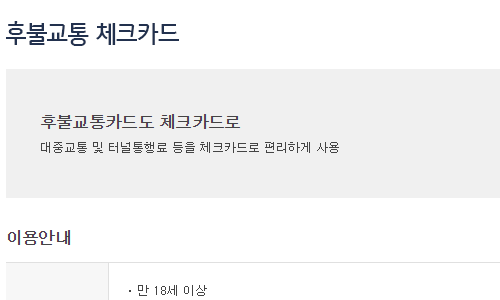 후불교통 체크카드
후불교통카드도 체크카드로
대중교통 및 터널통행료 등을 체크카드로 편리하게 사용
이용안내
· 만 18세 이상